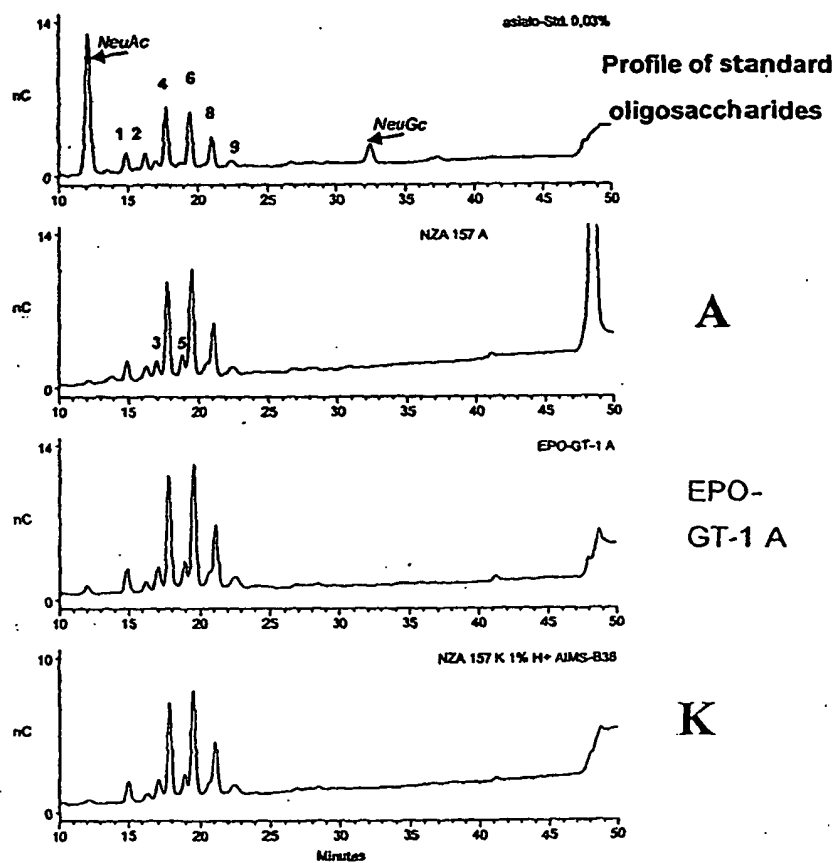 14
asialo-Std. 0,03%
NeuAc
Profile of standard
oligosaccharides
nC
1 2 4 6 8 9
NeuGc
0
10 15 20 25 30 35 40 45 50
14
NZA 157 A
nC
3 5
A
0
10 15 20 25 30 35 40 45 50
14
EPO-GT-1 A
nC
EPO-
GT-1 A
0
10 15 20 25 30 35 40 45 50
10
NZA 157 K 1% H+ AIMS-B36
nC
K
0
10 15 20 25 30 35 40 45 50
Minutes